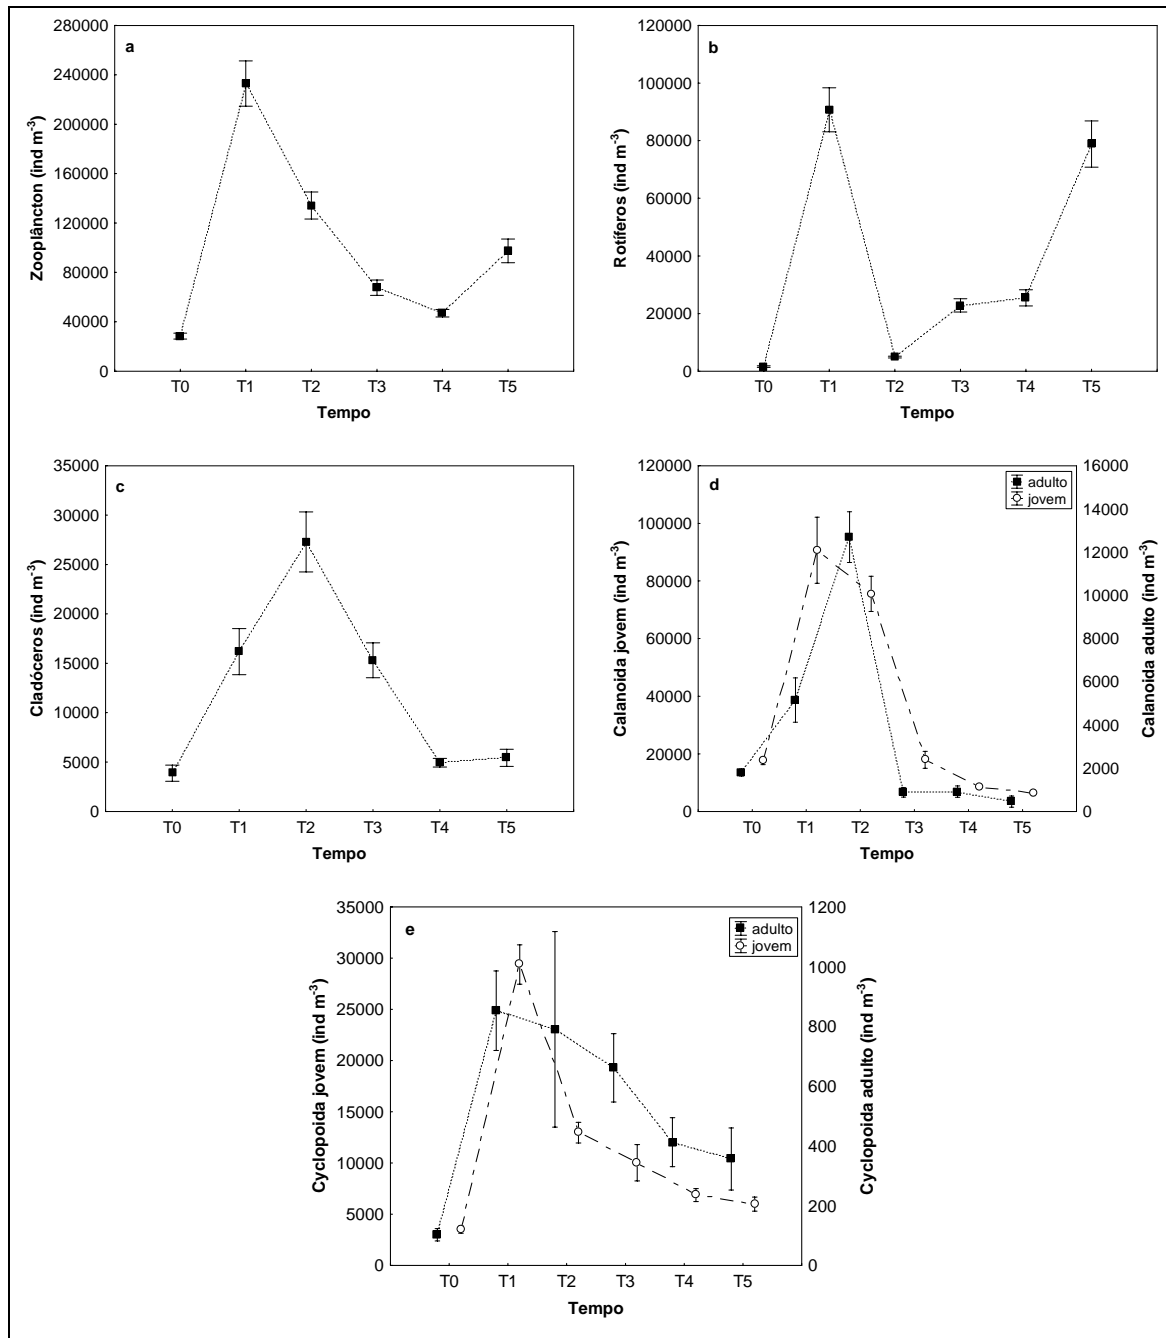 a
Zooplâncton (ind m-3)
280000
240000
200000
160000
120000
80000
40000
0
T0 T1 T2 T3 T4 T5
Tempo
b
Rotíferos (ind m-3)
120000
100000
80000
60000
40000
20000
0
T0 T1 T2 T3 T4 T5
Tempo
c
Cladóceros (ind m-3)
35000
30000
25000
20000
15000
10000
5000
0
T0 T1 T2 T3 T4 T5
Tempo
d
adulto
jovem
Calanoida jovem (ind m-3)
120000
100000
80000
60000
40000
20000
0
16000
14000
12000
10000
8000
6000
4000
2000
0
Calanoida adulto (ind m-3)
T0 T1 T2 T3 T4 T5
Tempo
e
adulto
jovem
Cyclopoida jovem (ind m-3)
35000
30000
25000
20000
15000
10000
5000
0
1200
1000
800
600
400
200
0
Cyclopoida adulto (ind m-3)
T0 T1 T2 T3 T4 T5
Tempo